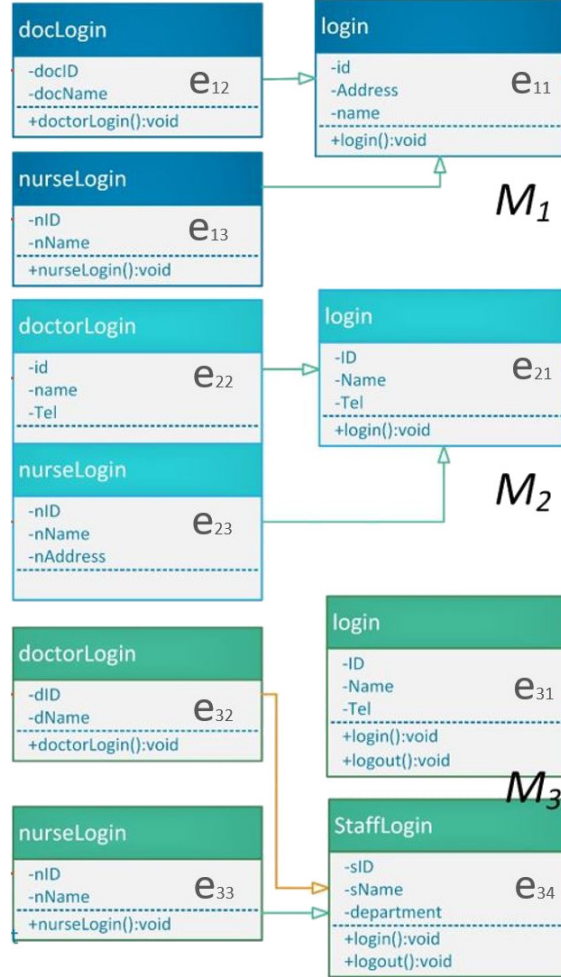 docLogin
-docID
-docName
+doctorLogin():void
e12
login
-id
-Address
-name
+login():void
e11
nurseLogin
-nID
-nName
+nurseLogin():void
e13
M1
doctorLogin
-id
-name
-Tel
e22
login
-ID
-Name
-Tel
+login():void
e21
nurseLogin
-nID
-nName
-nAddress
e23
M2
doctorLogin
-dID
-dName
+doctorLogin():void
e32
login
-ID
-Name
-Tel
+login():void
+logout():void
e31
M3
nurseLogin
-nID
-nName
+nurseLogin():void
e33
t
StaffLogin
-sID
-sName
-department
+login():void
+logout():void
e34